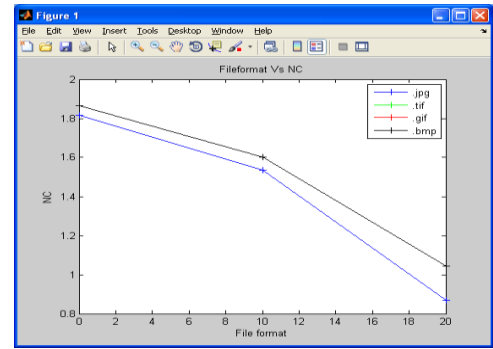 Figure 1
File Edit View Insert Tools Desktop Window Help
Fileformat Vs NC
2
1.8
1.6
1.4
1.2
1
0.8
NC
.jpg
.tif
.gif
.bmp
0 2 4 6 8 10 12 14 16 18 20
File format